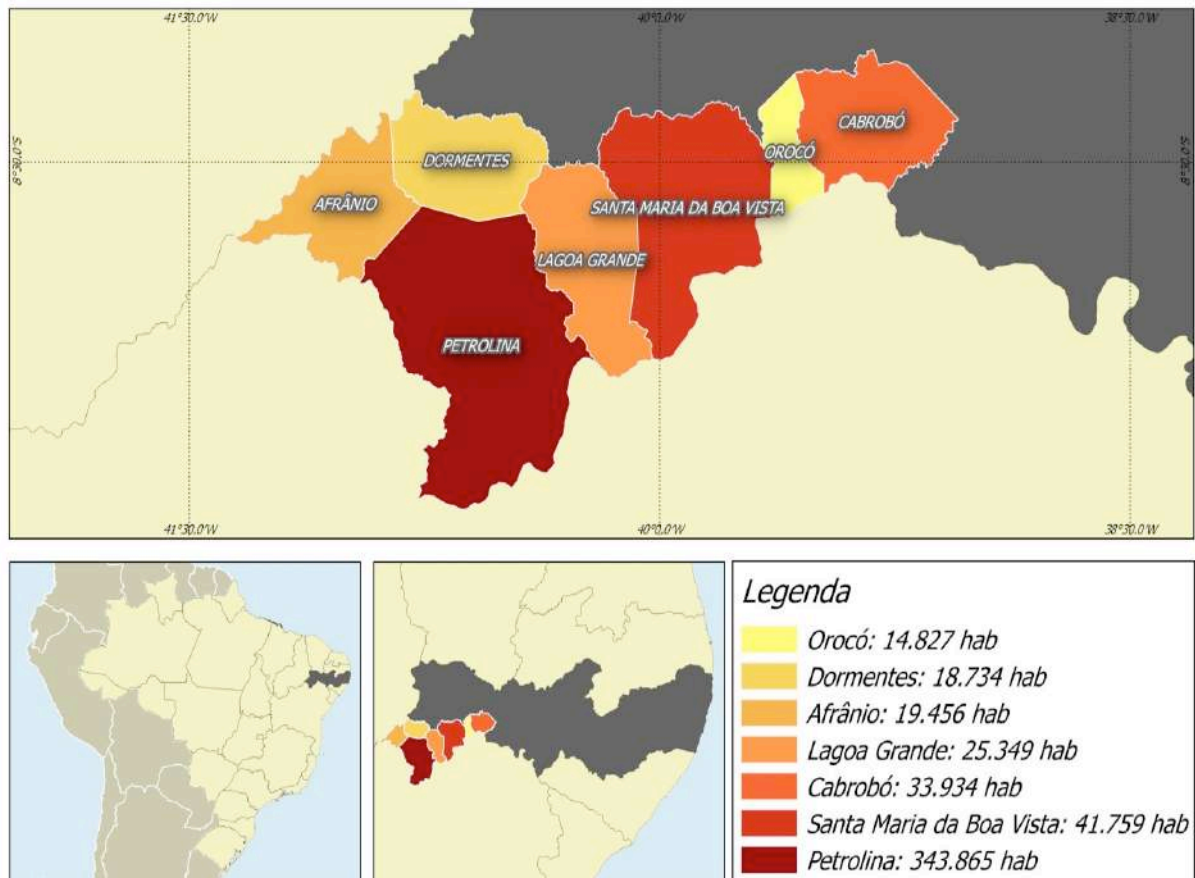 41°30.0'W
40°0.0'W
38°30.0'W
8°30.0'S
8°30.0'S
CABROBÓ
OROCÓ
DORMENTES
AFRÂNIO
SANTA MARIA DA BOA VISTA
LAGOA GRANDE
PETROLINA
41°30.0'W
40°0.0'W
38°30.0'W
Legenda
Orocó: 14.827 hab
Dormentes: 18.734 hab
Afrânio: 19.456 hab
Lagoa Grande: 25.349 hab
Cabrobó: 33.934 hab
Santa Maria da Boa Vista: 41.759 hab
Petrolina: 343.865 hab